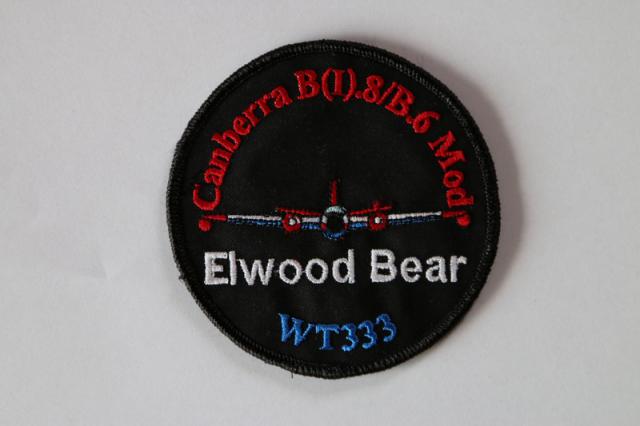 Canberra B(I).8/B.6 Mod'
Elwood Bear
WT333